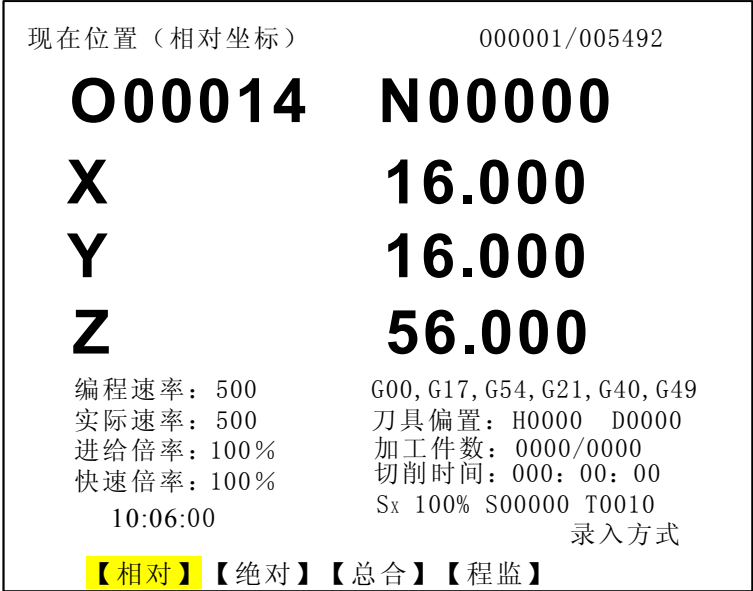 现在位置（相对坐标） 000001/005492
O00014 N00000
X 16.000
Y 16.000
Z 56.000
编程速率：500 G00,G17,G54,G21,G40,G49
实际速率：500 刀具偏置：H0000 D0000
进给倍率：100% 加工件数：0000/0000
快速倍率：100% 切削时间：000：00：00
10:06:00 Sx 100% S00000 T0010
录入方式
【相对】【绝对】【总合】【程监】